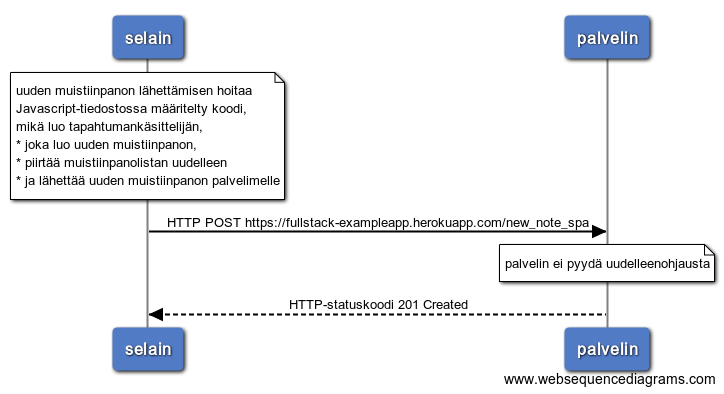 selain
palvelin
uuden muistiinpanon lähettämisen hoitaa
Javascript-tiedostossa määritelty koodi,
mikä luo tapahtumankäsittelijän,
* joka luo uuden muistiinpanon,
* piirtää muistiinpanolistan uudelleen
* ja lähettää uuden muistiinpanon palvelimelle
HTTP POST https://fullstack-exampleapp.herokuapp.com/new_note_spa
palvelin ei pyydä uudelleenohjausta
HTTP-statuskoodi 201 Created
selain
palvelin
www.websequencediagrams.com